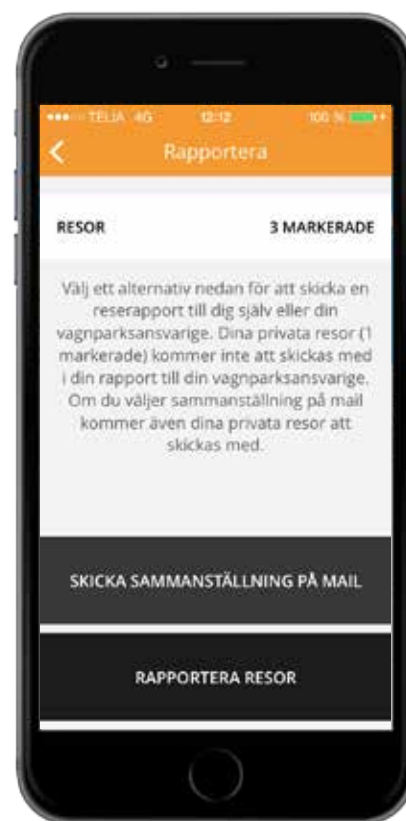 TELIA 4G 12:12 100 %
Rapportera
RESOR 3 MARKERADE
Välj ett alternativ nedan för att skicka en
reserapport till dig själv eller din
vagnparksansvarige. Dina privata resor (1
markerade) kommer inte att skickas med
i din rapport till din vagnparksansvarige.
Om du väljer sammanställning på mail
kommer även dina privata resor att
skickas med.
SKICKA SAMMANSTÄLLNING PÅ MAIL
RAPPORTERA RESOR